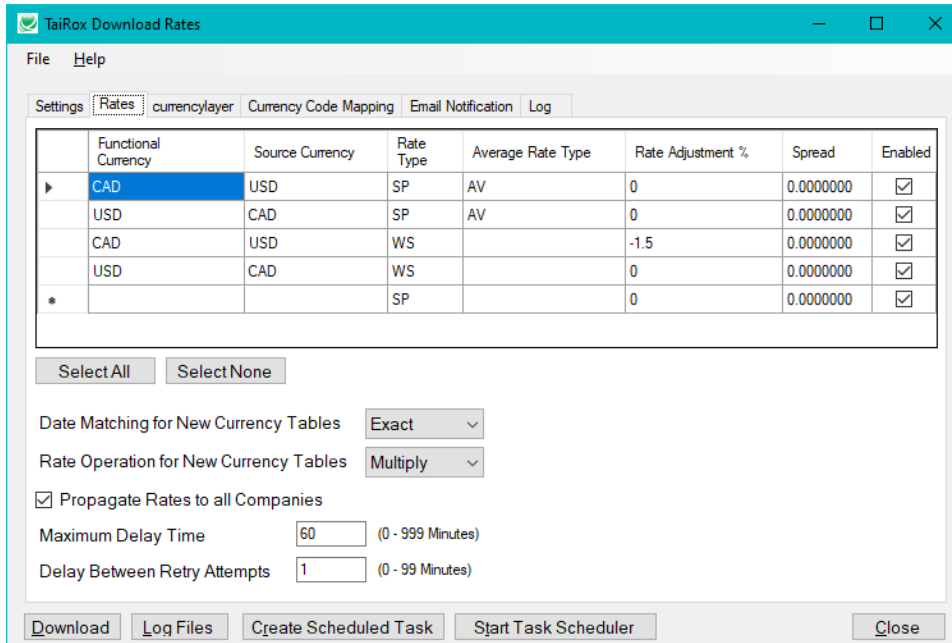 TaiRox Download Rates
File Help
Settings Rates currencylayer Currency Code Mapping Email Notification Log
Functional Currency Source Currency Rate Type Average Rate Type Rate Adjustment % Spread Enabled
CAD USD SP AV 0 0.0000000
USD CAD SP AV 0 0.0000000
CAD USD WS -1.5 0.0000000
USD CAD WS 0 0.0000000
* SP 0 0.0000000
Select All Select None
Date Matching for New Currency Tables Exact
Rate Operation for New Currency Tables Multiply
Propagate Rates to all Companies
Maximum Delay Time 60 (0 - 999 Minutes)
Delay Between Retry Attempts 1 (0 - 99 Minutes)
Download Log Files Create Scheduled Task Start Task Scheduler Close